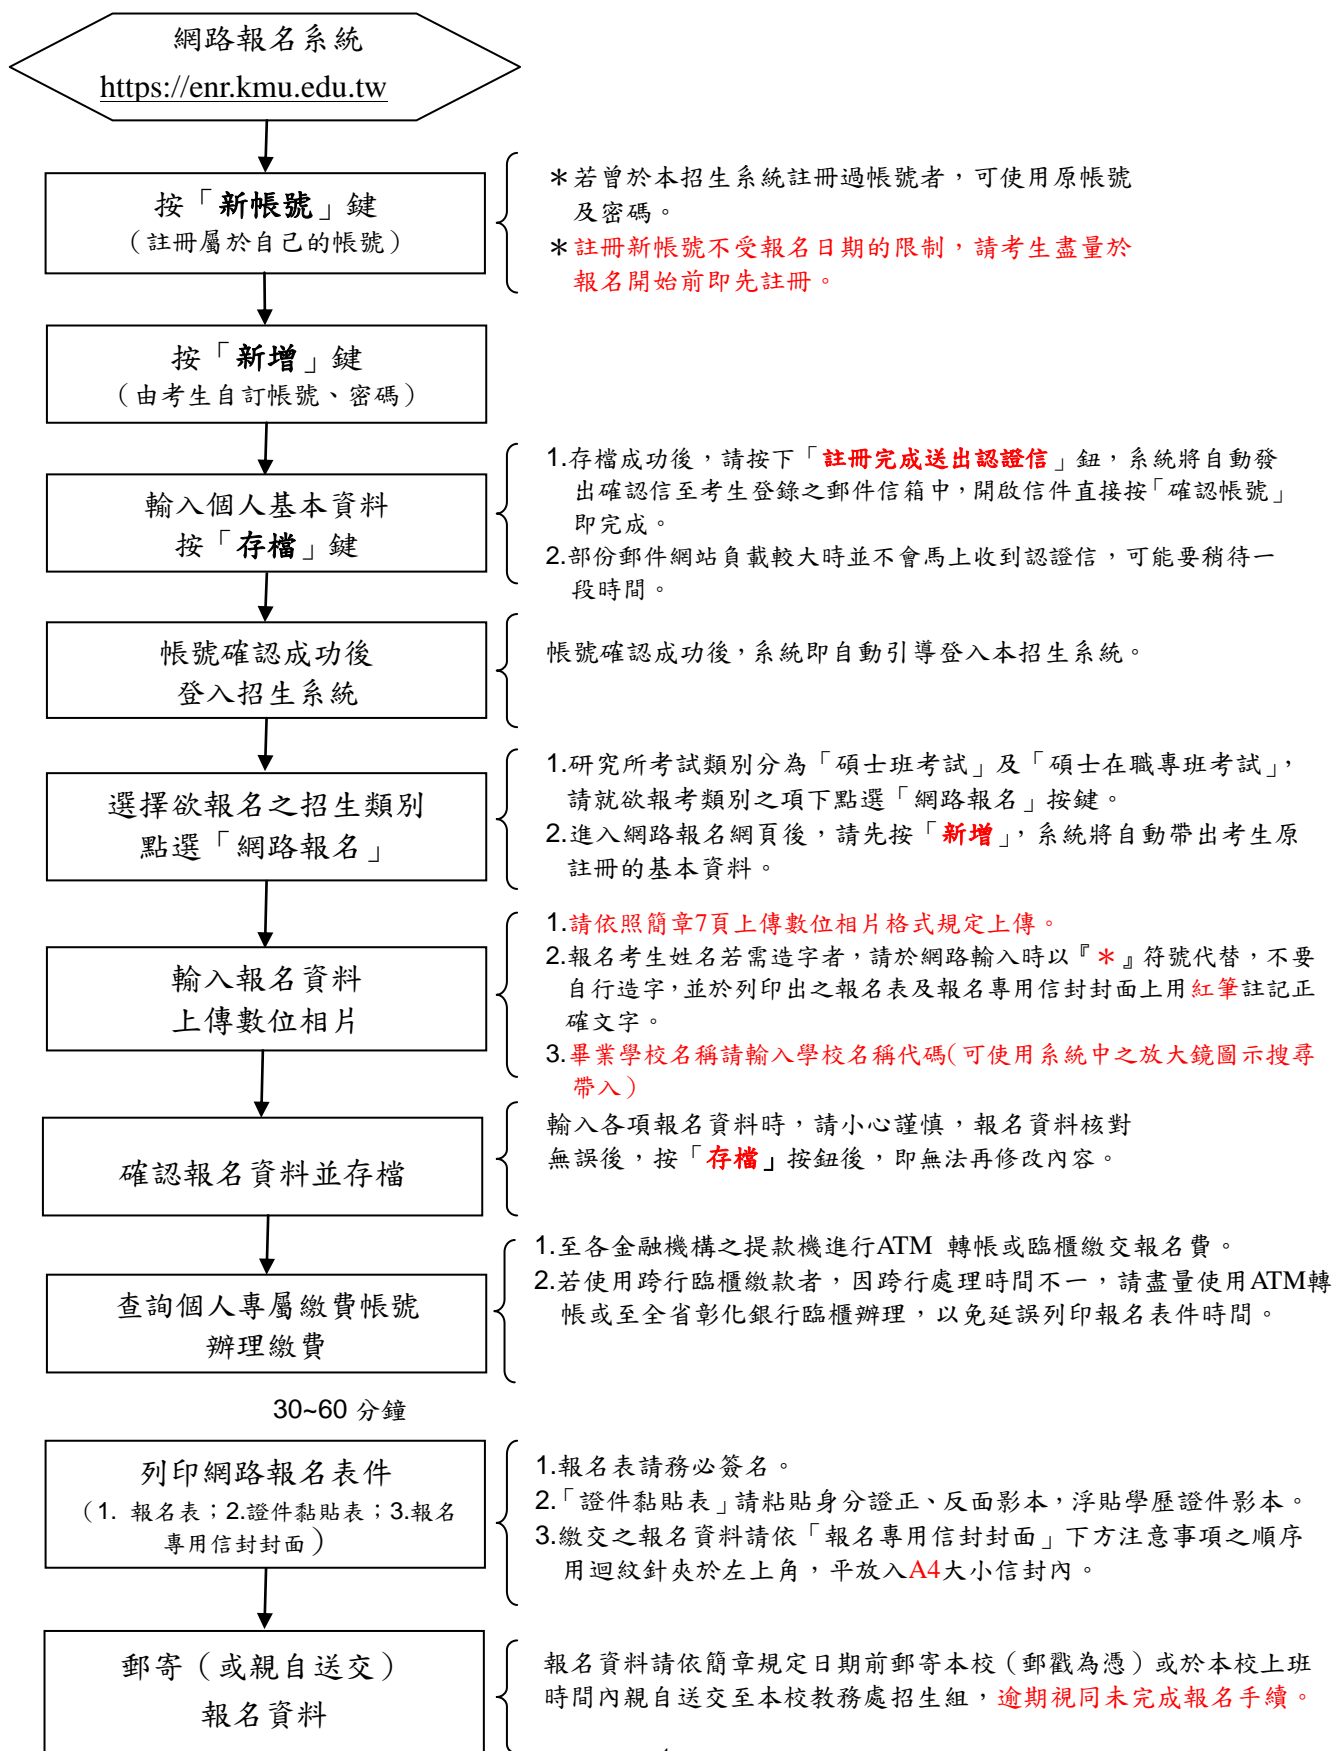 網路報名系統
https://enr.kmu.edu.tw
按「新帳號」鍵
（註冊屬於自己的帳號）
＊若曾於本招生系統註冊過帳號者，可使用原帳號
及密碼。
＊註冊新帳號不受報名日期的限制，請考生盡量於
報名開始前即先註冊。
按「新增」鍵
（由考生自訂帳號、密碼）
輸入個人基本資料
按「存檔」鍵
1.存檔成功後，請按下「註冊完成送出認證信」鈕，系統將自動發
出確認信至考生登錄之郵件信箱中，開啟信件直接按「確認帳號」
即完成。
2.部份郵件網站負載較大時並不會馬上收到認證信，可能要稍待一
段時間。
帳號確認成功後
登入招生系統
帳號確認成功後，系統即自動引導登入本招生系統。
選擇欲報名之招生類別
點選「網路報名」
1.研究所考試類別分為「碩士班考試」及「碩士在職專班考試」，
請就欲報考類別之項下點選「網路報名」按鍵。
2.進入網路報名網頁後，請先按「新增」，系統將自動帶出考生原
註冊的基本資料。
輸入報名資料
上傳數位相片
1.請依照簡章7頁上傳數位相片格式規定上傳。
2.報名考生姓名若需造字者，請於網路輸入時以『＊』符號代替，不要
自行造字，並於列印出之報名表及報名專用信封封面上用紅筆註記正
確文字。
3.畢業學校名稱請輸入學校名稱代碼(可使用系統中之放大鏡圖示搜尋
帶入）
確認報名資料並存檔
輸入各項報名資料時，請小心謹慎，報名資料核對
無誤後，按「存檔」按鈕後，即無法再修改內容。
查詢個人專屬繳費帳號
辦理繳費
1.至各金融機構之提款機進行ATM 轉帳或臨櫃繳交報名費。
2.若使用跨行臨櫃繳款者，因跨行處理時間不一，請盡量使用ATM轉
帳或至全省彰化銀行臨櫃辦理，以免延誤列印報名表件時間。
30~60 分鐘
列印網路報名表件
（1. 報名表；2.證件黏貼表；3.報名
專用信封封面）
1.報名表請務必簽名。
2.「證件黏貼表」請粘貼身分證正、反面影本，浮貼學歷證件影本。
3.繳交之報名資料請依「報名專用信封封面」下方注意事項之順序
用迴紋針夾於左上角，平放入A4大小信封內。
郵寄（或親自送交）
報名資料
報名資料請依簡章規定日期前郵寄本校（郵戳為憑）或於本校上班
時間內親自送交至本校教務處招生組，逾期視同未完成報名手續。